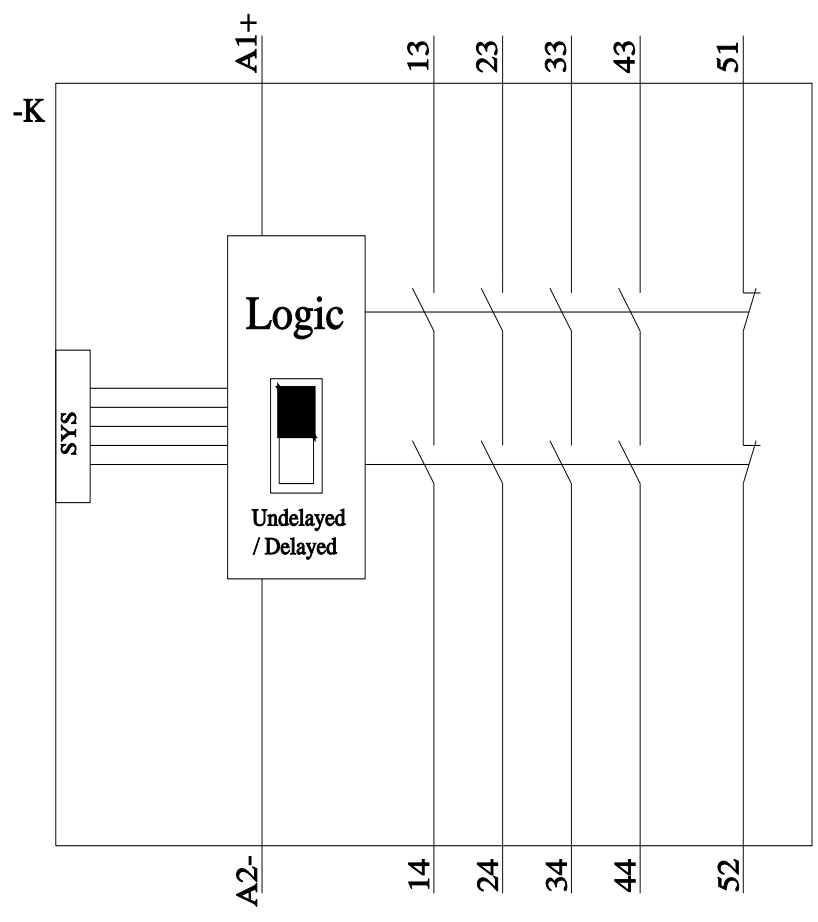 A1+
13
23
33
43
51
-K
Logic
SYS
Undelayed
/ Delayed
A2-
14
24
34
44
52